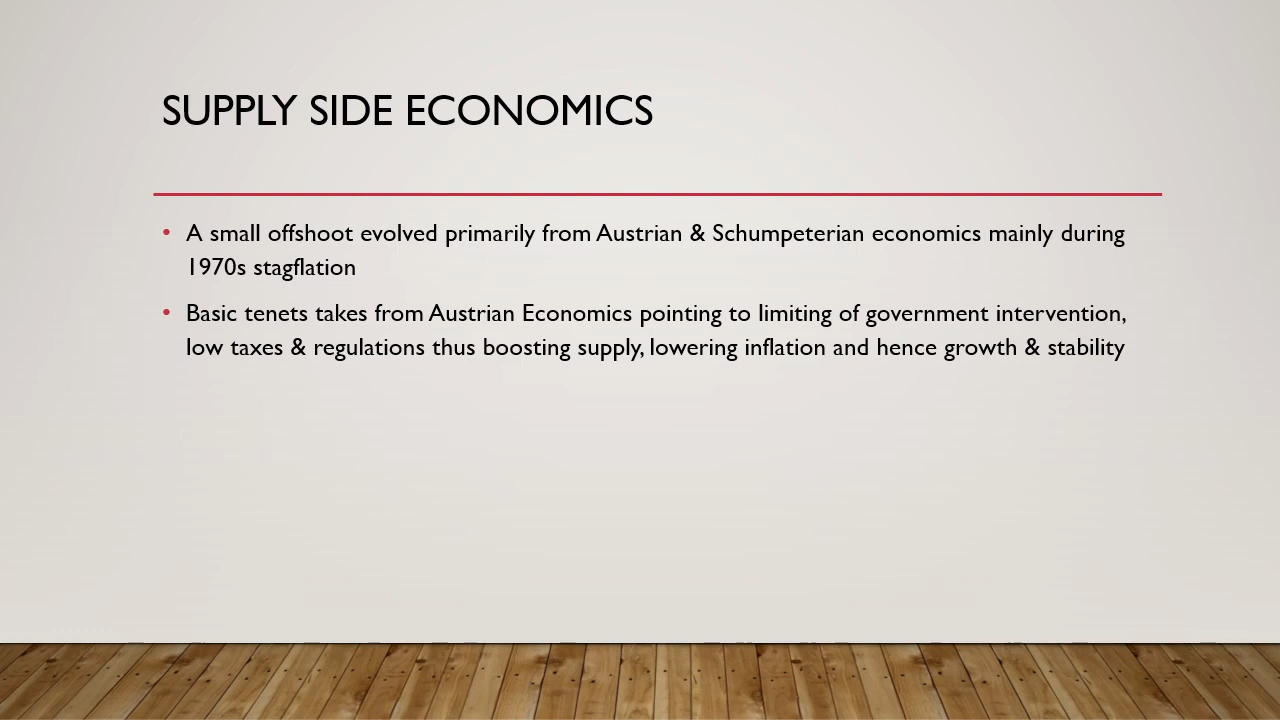 SUPPLY SIDE ECONOMICS
• A small offshoot evolved primarily from Austrian & Schumpeterian economics mainly during
1970s stagflation
• Basic tenets takes from Austrian Economics pointing to limiting of government intervention,
low taxes & regulations thus boosting supply, lowering inflation and hence growth & stability